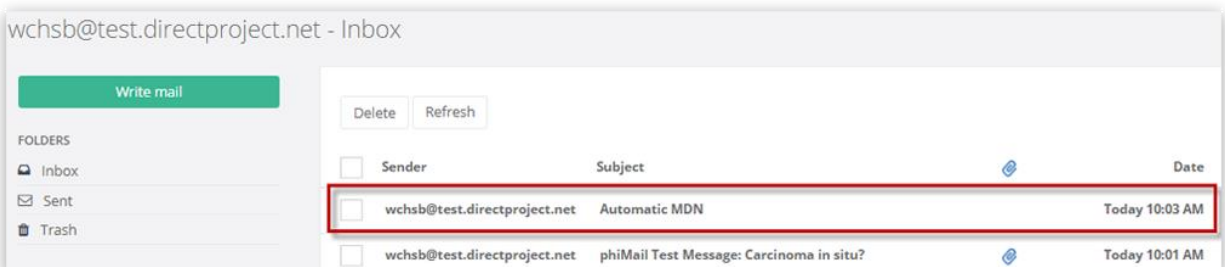 wchsb@test.directproject.net - Inbox
Write mail
FOLDERS
Inbox
Sent
Trash
Delete Refresh
Sender Subject Date
wchsb@test.directproject.net Automatic MDN Today 10:03 AM
wchsb@test.directproject.net phiMail Test Message: Carcinoma in situ? Today 10:01 AM